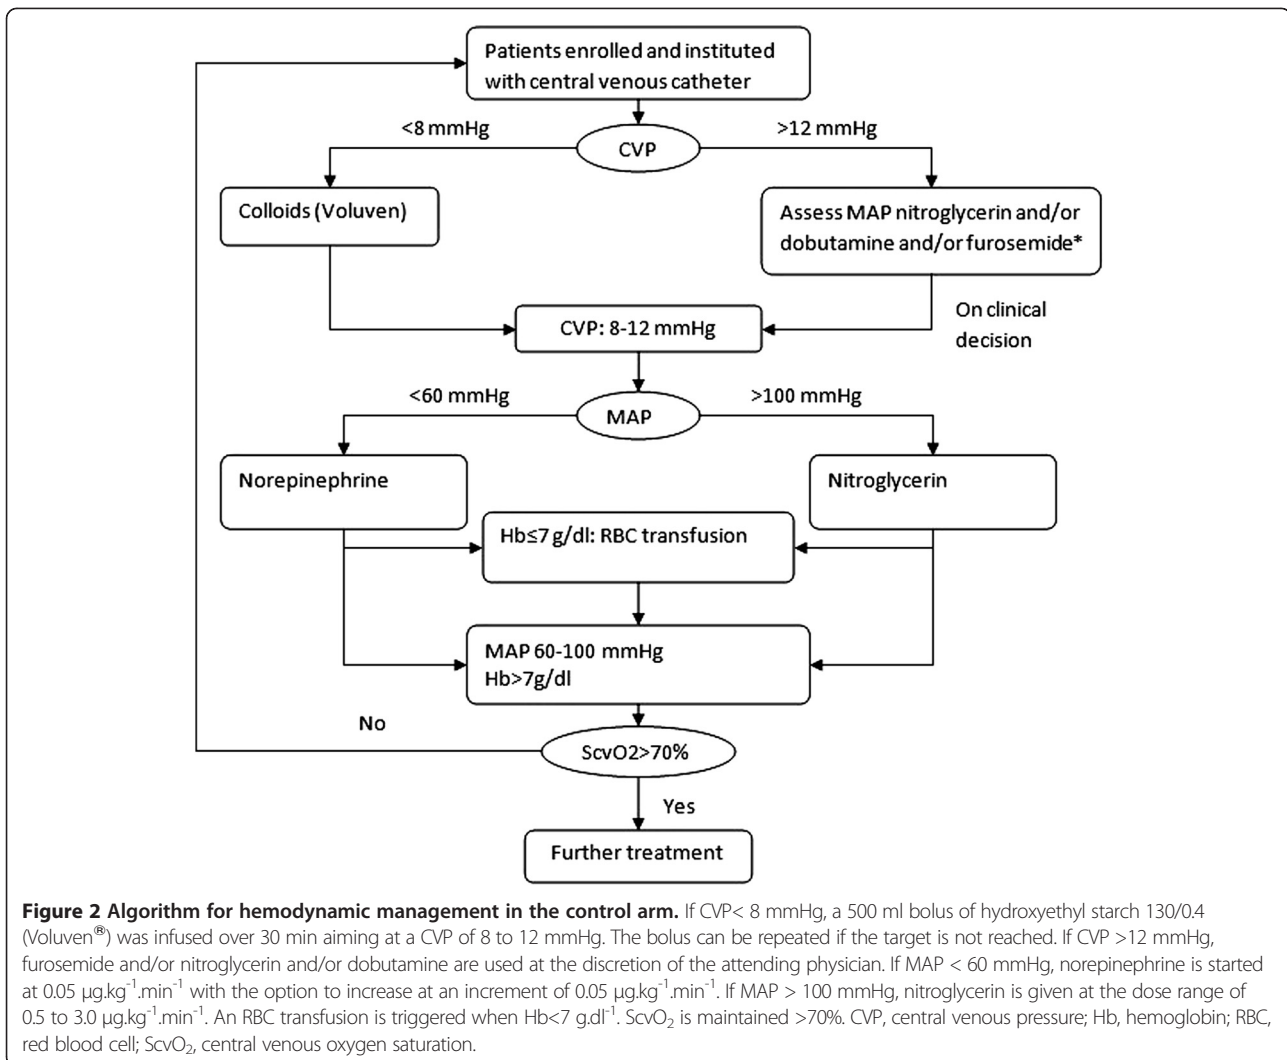 Patients enrolled and instituted
with central venous catheter
<8 mmHg
>12 mmHg
CVP
Colloids (Voluven)
Assess MAP nitroglycerin and/or
dobutamine and/or furosemide*
On clinical
decision
CVP: 8-12 mmHg
<60 mmHg
>100 mmHg
MAP
Norepinephrine
Nitroglycerin
Hb≤7 g/dl: RBC transfusion
MAP 60-100 mmHg
Hb>7g/dl
No
ScvO2>70%
Yes
Further treatment
Figure 2 Algorithm for hemodynamic management in the control arm. If CVP< 8 mmHg, a 500 ml bolus of hydroxyethyl starch 130/0.4
(Voluven®) was infused over 30 min aiming at a CVP of 8 to 12 mmHg. The bolus can be repeated if the target is not reached. If CVP >12 mmHg,
furosemide and/or nitroglycerin and/or dobutamine are used at the discretion of the attending physician. If MAP < 60 mmHg, norepinephrine is started
at 0.05 μg.kg⁻¹.min⁻¹ with the option to increase at an increment of 0.05 μg.kg⁻¹.min⁻¹. If MAP > 100 mmHg, nitroglycerin is given at the dose range of
0.5 to 3.0 μg.kg⁻¹.min⁻¹. An RBC transfusion is triggered when Hb<7 g.dl⁻¹. ScvO₂ is maintained >70%. CVP, central venous pressure; Hb, hemoglobin; RBC,
red blood cell; ScvO₂, central venous oxygen saturation.